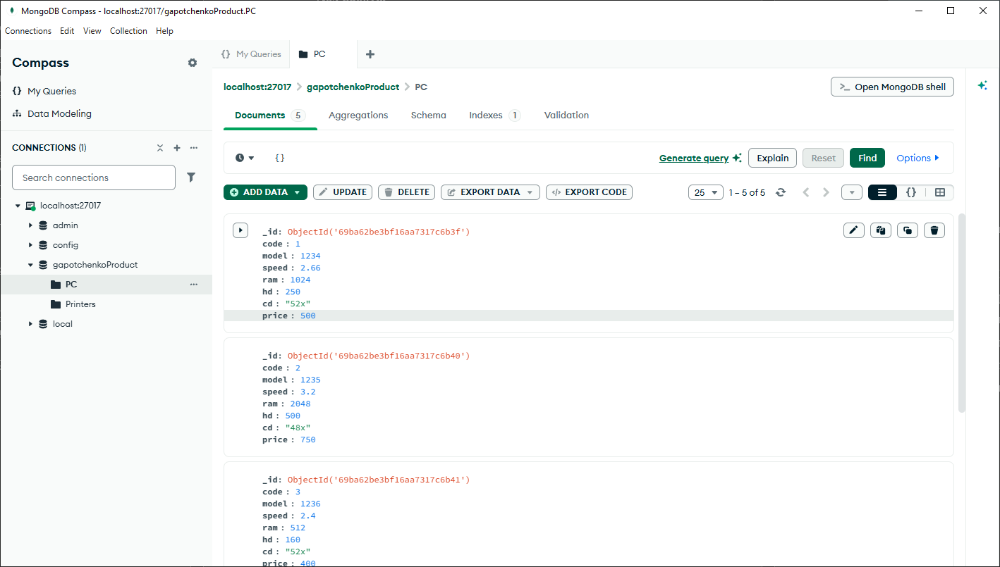 MongoDB Compass - localhost:27017/gapotchenkoProduct.PC
Connections Edit View Collection Help
Compass
My Queries
Data Modeling
CONNECTIONS (1)
Search connections
localhost:27017
admin
config
gapotchenkoProduct
PC
Printers
local
{} My Queries
PC
localhost:27017 > gapotchenkoProduct > PC
>_ Open MongoDB shell
Documents 5 Aggregations Schema Indexes 1 Validation
{} Generate query Explain Reset Find Options
ADD DATA UPDATE DELETE EXPORT DATA EXPORT CODE 25 1 – 5 of 5 {}
_id: ObjectId('69ba62be3bf16aa7317c6b3f')
code : 1
model : 1234
speed : 2.66
ram : 1024
hd : 250
cd : "52x"
price : 500
_id: ObjectId('69ba62be3bf16aa7317c6b40')
code : 2
model : 1235
speed : 3.2
ram : 2048
hd : 500
cd : "48x"
price : 750
_id: ObjectId('69ba62be3bf16aa7317c6b41')
code : 3
model : 1236
speed : 2.4
ram : 512
hd : 160
cd : "52x"
price : 400